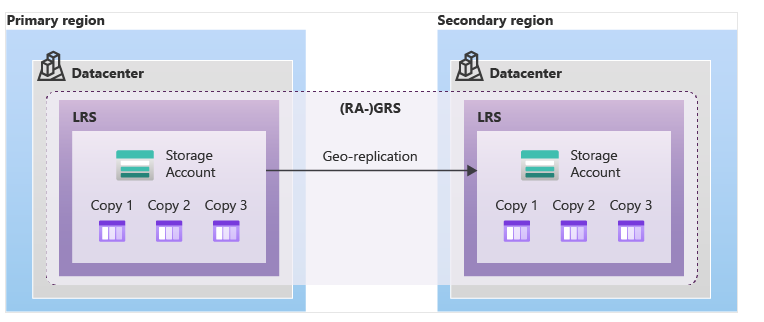 Primary region
Secondary region
Datacenter
Datacenter
(RA-)GRS
LRS
LRS
Storage
Account
Geo-replication
Storage
Account
Copy 1 Copy 2 Copy 3
Copy 1 Copy 2 Copy 3